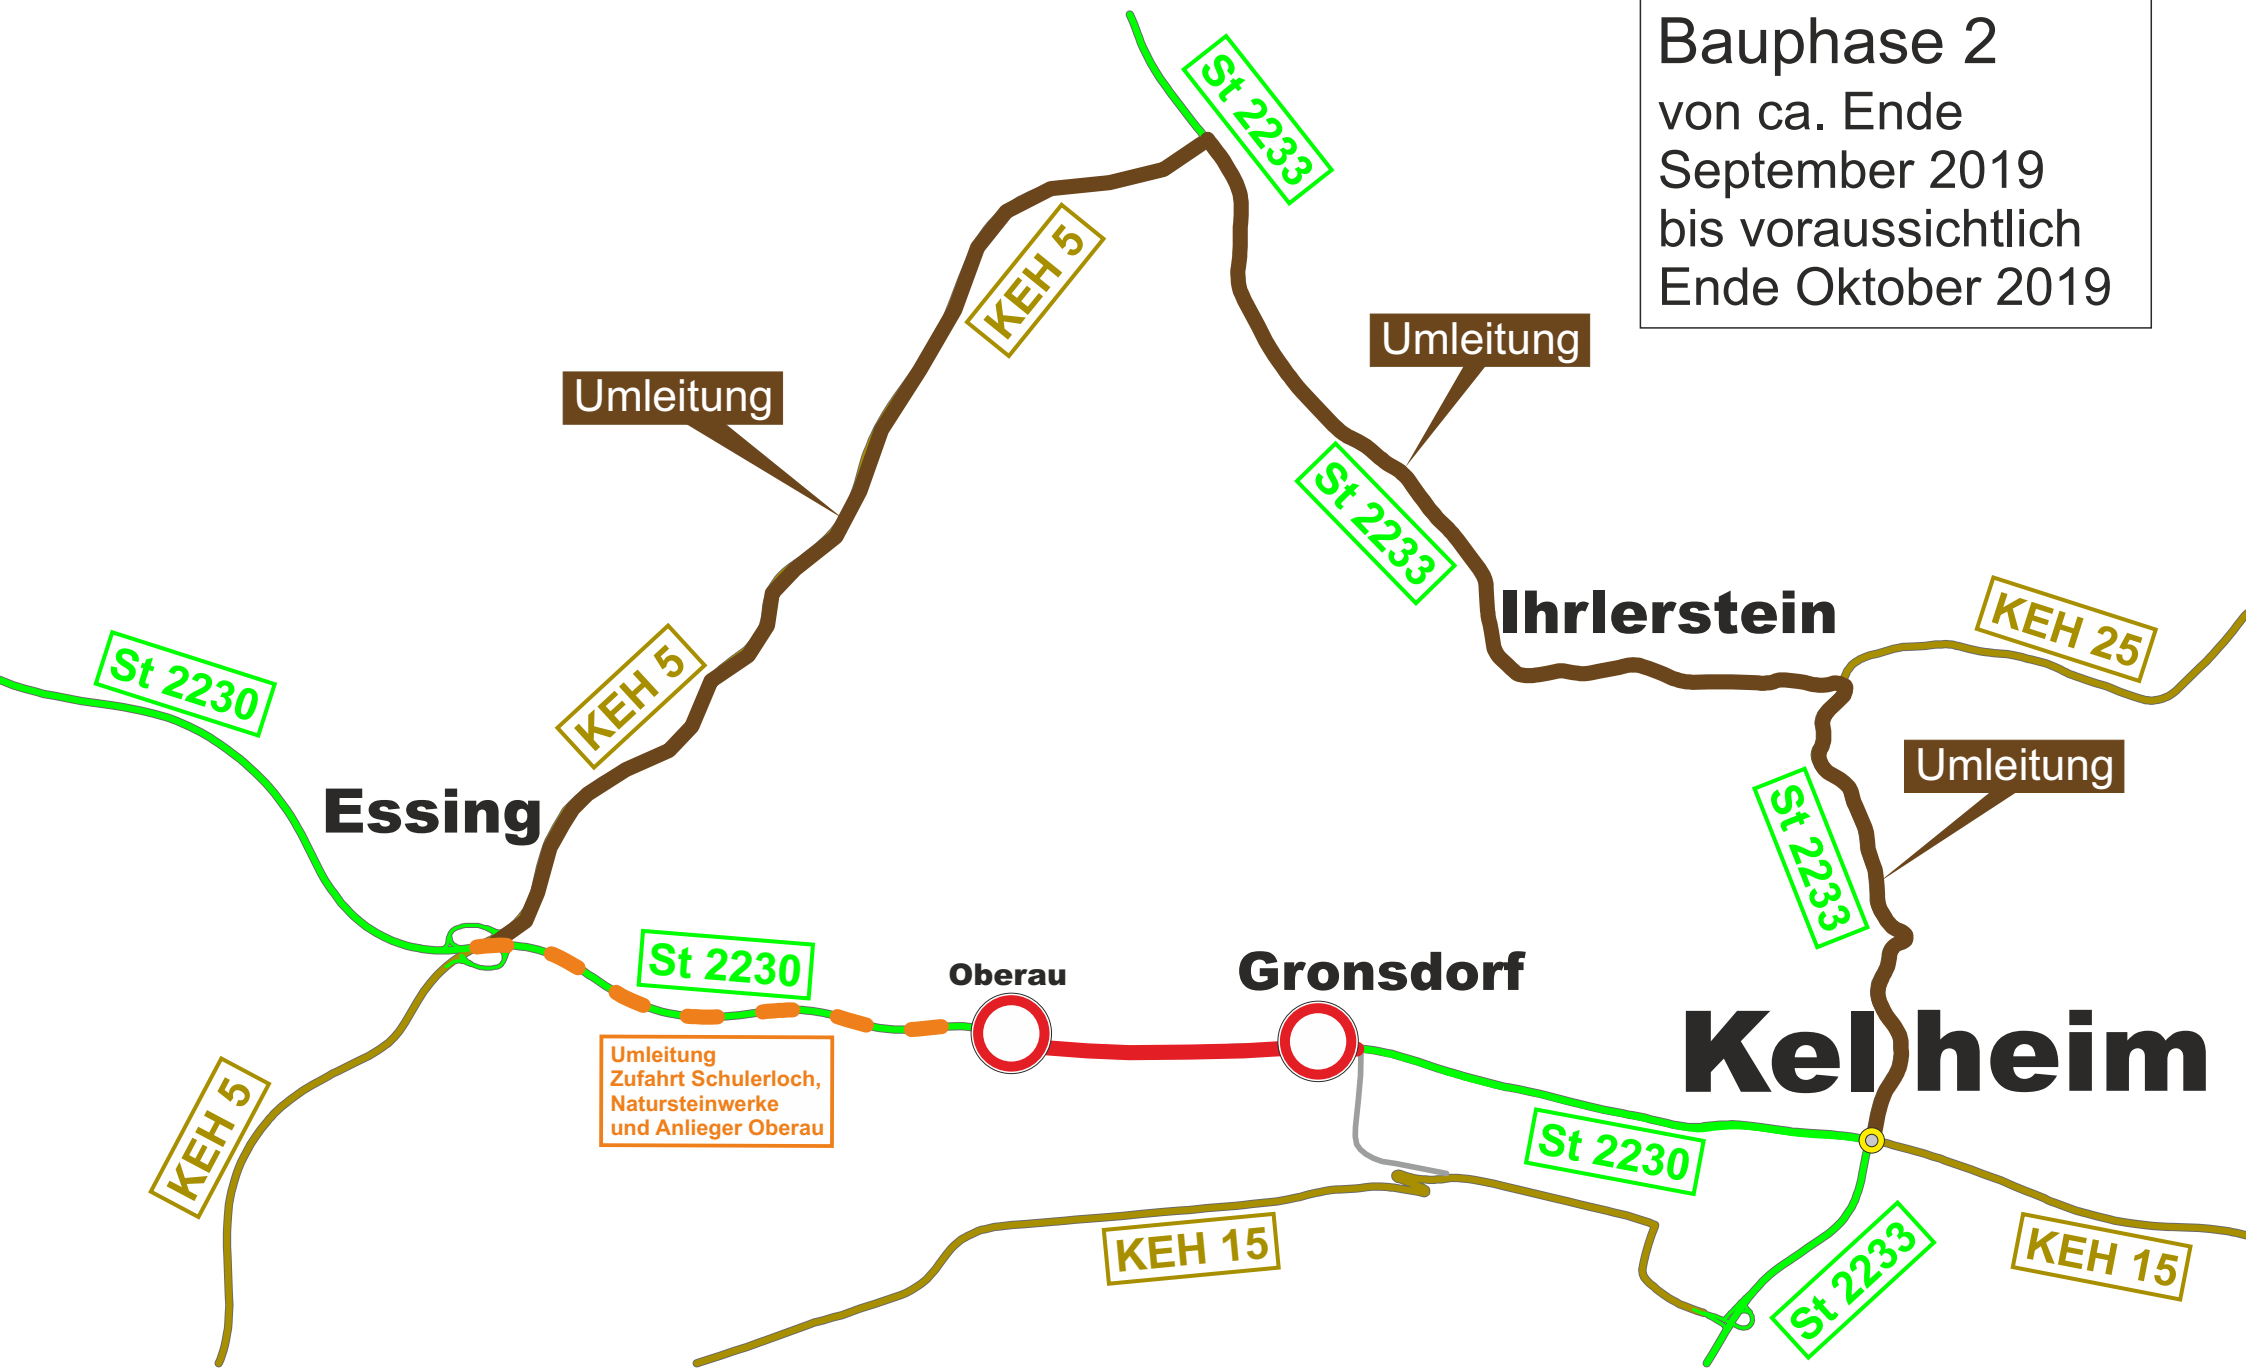 Bauphase 2
von ca. Ende
September 2019
bis voraussichtlich
Ende Oktober 2019
St 2233
KEH 5
Umleitung
Umleitung
St 2233
Ihrlerstein
KEH 25
St 2230
KEH 5
Umleitung
Essing
St 2233
St 2230
Oberau
Gronsdorf
Kelheim
Umleitung
Zufahrt Schulerloch,
Natursteinwerke
und Anlieger Oberau
KEH 5
St 2230
KEH 15
St 2233
KEH 15